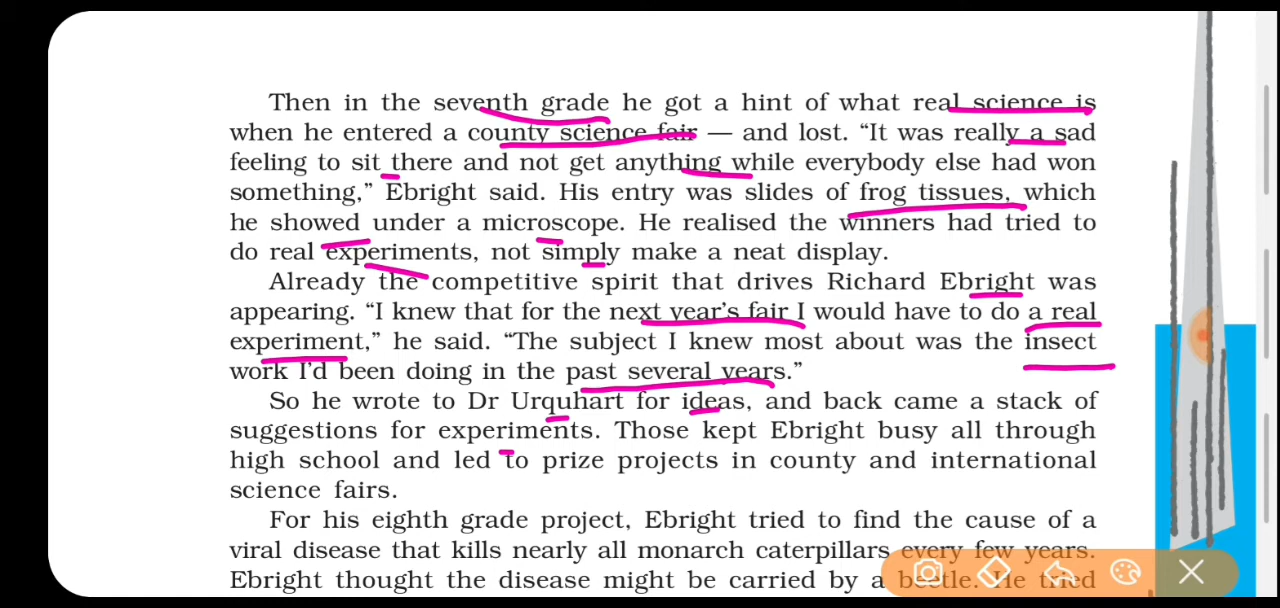 Then in the seventh grade he got a hint of what real science is
when he entered a county science fair — and lost. “It was really a sad
feeling to sit there and not get anything while everybody else had won
something,” Ebright said. His entry was slides of frog tissues, which
he showed under a microscope. He realised the winners had tried to
do real experiments, not simply make a neat display.
Already the competitive spirit that drives Richard Ebright was
appearing. “I knew that for the next year’s fair I would have to do a real
experiment,” he said. “The subject I knew most about was the insect
work I’d been doing in the past several years.”
So he wrote to Dr Urquhart for ideas, and back came a stack of
suggestions for experiments. Those kept Ebright busy all through
high school and led to prize projects in county and international
science fairs.
For his eighth grade project, Ebright tried to find the cause of a
viral disease that kills nearly all monarch caterpillars every few years.
Ebright thought the disease might be carried by a beetle. He tried